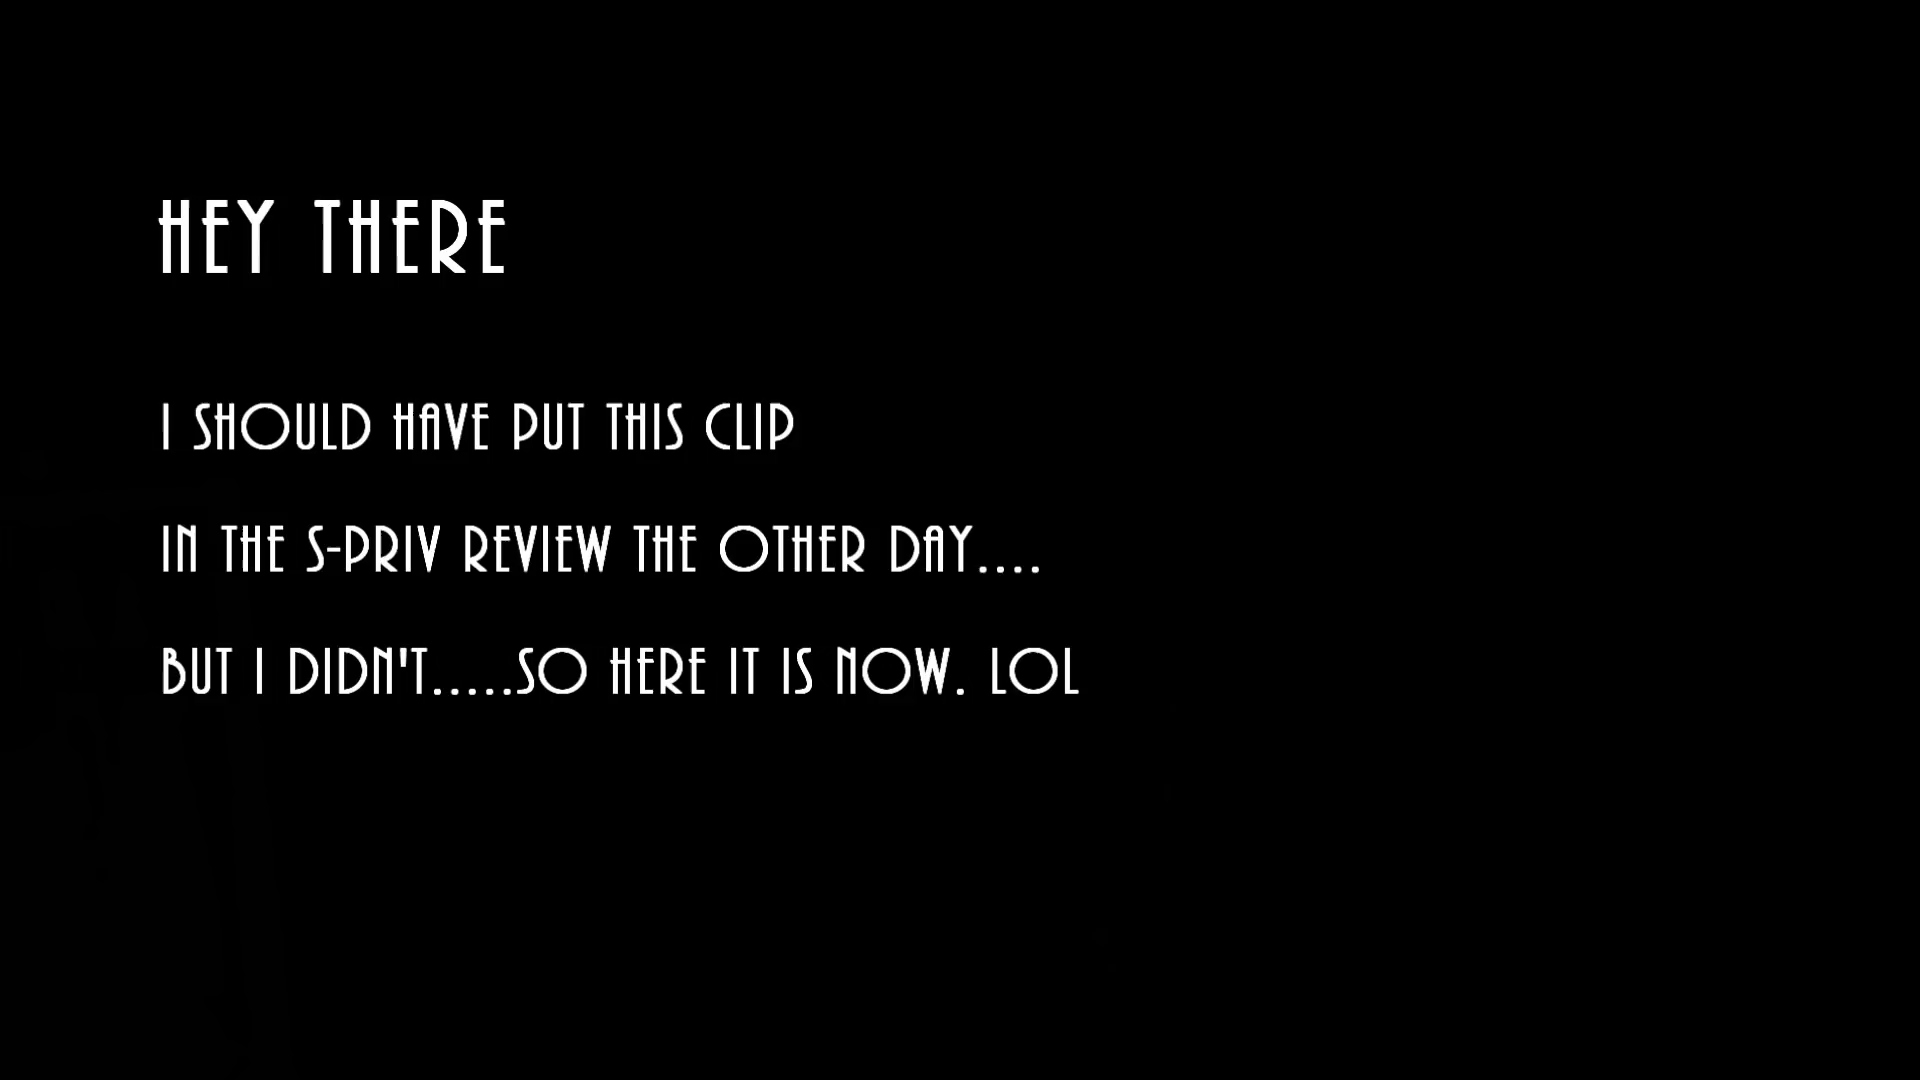 HEY THERE
I SHOULD HAVE PUT THIS CLIP
IN THE S-PRIV REVIEW THE OTHER DAY....
BUT I DIDN'T.....SO HERE IT IS NOW. LOL